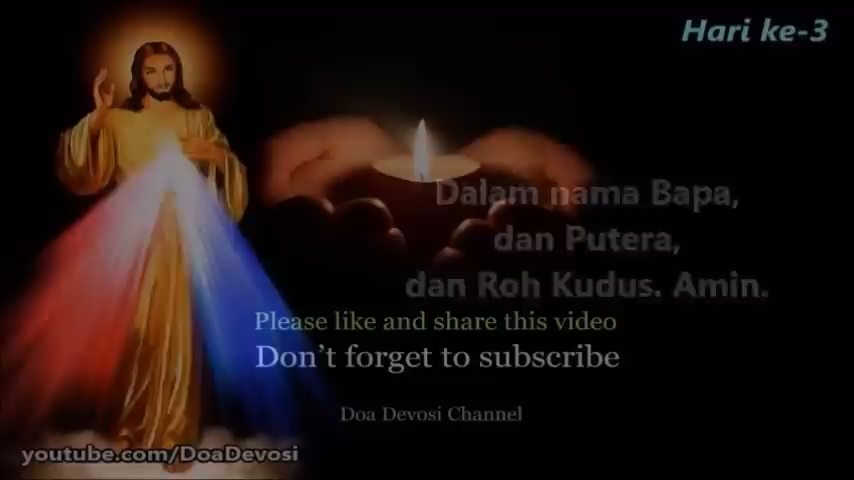 Hari ke-3
Dalam nama Bapa,
dan Putera,
dan Roh Kudus. Amin.
Please like and share this video
Don't forget to subscribe
Doa Devosi Channel
youtube.com/DoaDevosi